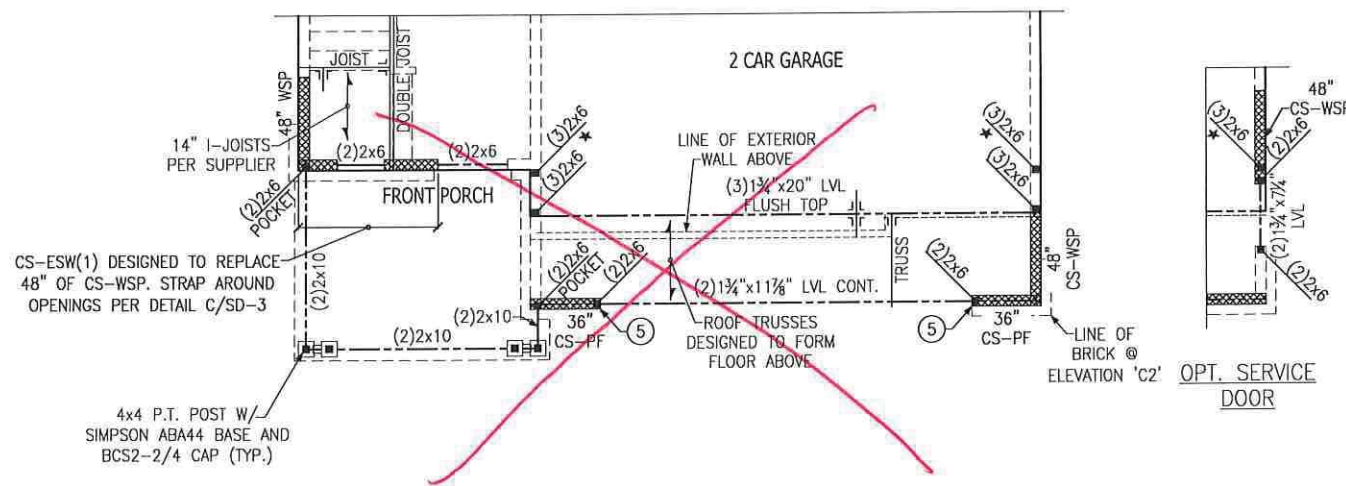 2 CAR GARAGE
JOIST
DOUBLE JOIST
48" WSP
14" I-JOISTS
PER SUPPLIER
(2)2x6
(2)2x6
(2)2x6
POCKET
FRONT PORCH
(3)2x6
★
(3)2x6
LINE OF EXTERIOR
WALL ABOVE
(3)1¾"x20" LVL
FLUSH TOP
(3)2x6
★
(3)2x6
CS-ESW(1) DESIGNED TO REPLACE
48" OF CS-WSP. STRAP AROUND
OPENINGS PER DETAIL C/SD-3
(2)2x10
(2)2x6
POCKET
(2)2x6
TRUSS
(2)2x6
48"
CS-WSP
(2)1¾"x11⅞" LVL CONT.
(2)2x10
(2)2x10
36"
CS-PF
5
ROOF TRUSSES
DESIGNED TO FORM
FLOOR ABOVE
5
36"
CS-PF
LINE OF
BRICK @
ELEVATION 'C2'
4x4 P.T. POST W/
SIMPSON ABA44 BASE AND
BCS2-2/4 CAP (TYP.)
48"
CS-WSP
(3)2x6
★
(2)2x6
(2)1¾"x7¼"
LVL
(2)2x6
OPT. SERVICE
DOOR